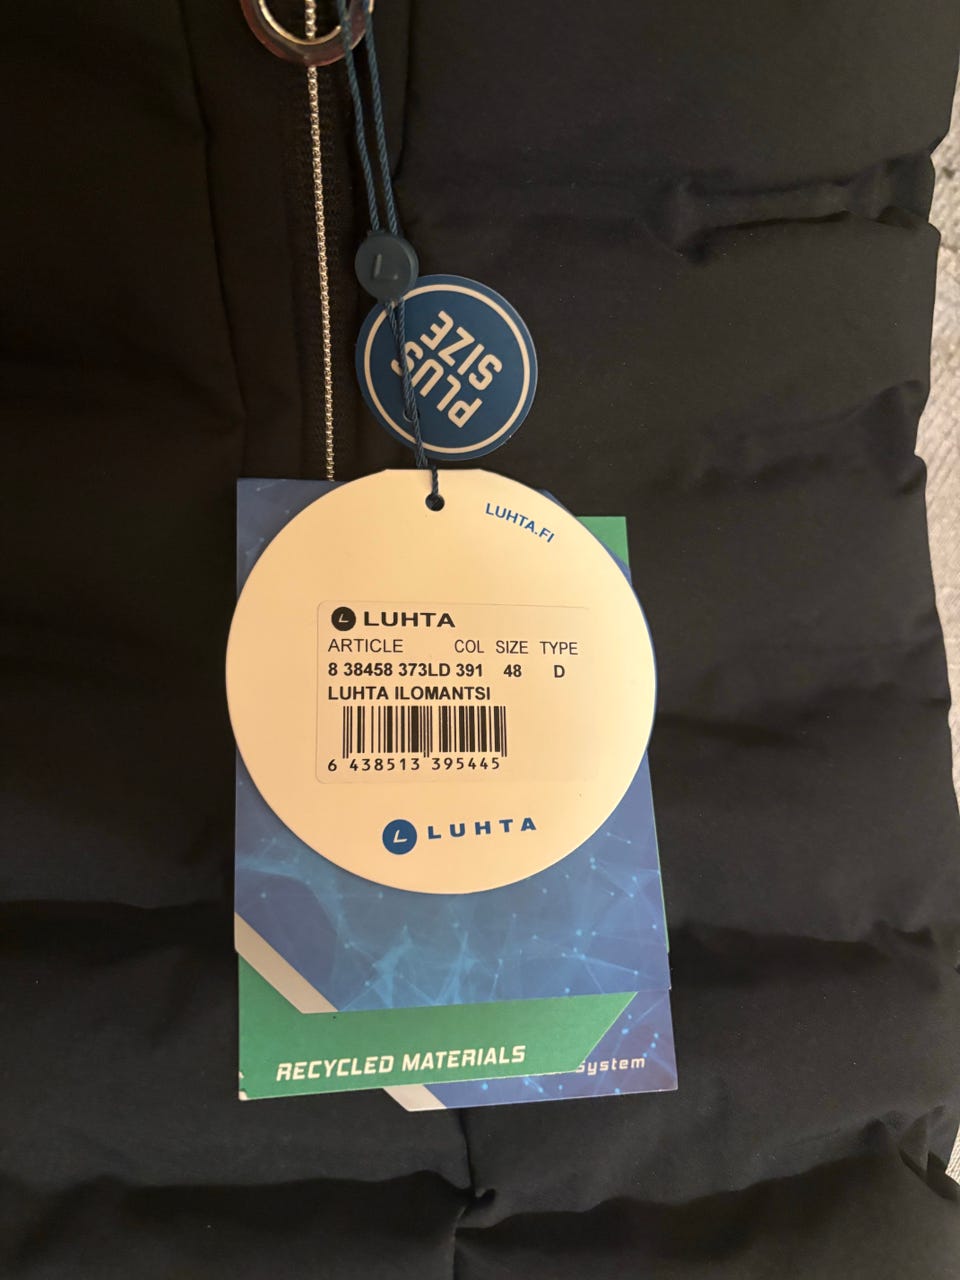 L
PLUS
SIZE
LUHTA.FI
L LUHTA
ARTICLE COL SIZE TYPE
8 38458 373LD 391 48 D
LUHTA ILOMANTSI
6 438513 395445
L LUHTA
RECYCLED MATERIALS
System